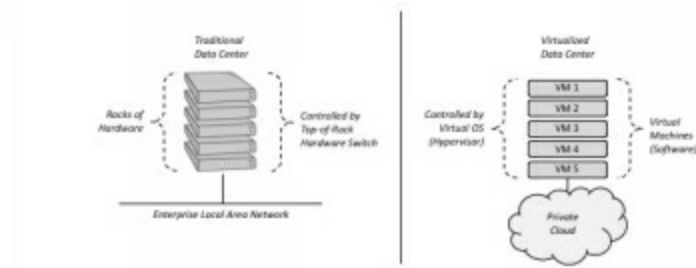 Traditional
Data Center
Racks of
Hardware
Controlled by
Top-of-Rack
Hardware Switch
Enterprise Local Area Network
Virtualized
Data Center
Controlled by
Virtual OS
(Hypervisor)
VM 1
VM 2
VM 3
VM 4
VM 5
Virtual
Machines
(Software)
Private
Cloud